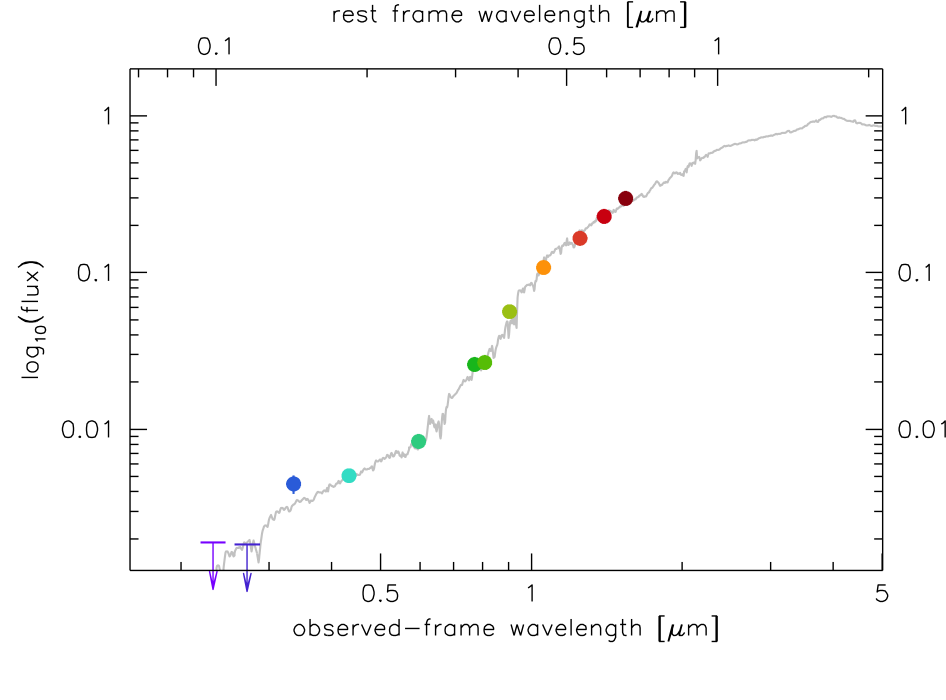 rest frame wavelength [μm]
0.1 0.5 1
1 1
0.1 0.1
0.01 0.01
log10(flux)
0.5 1 5
observed-frame wavelength [μm]